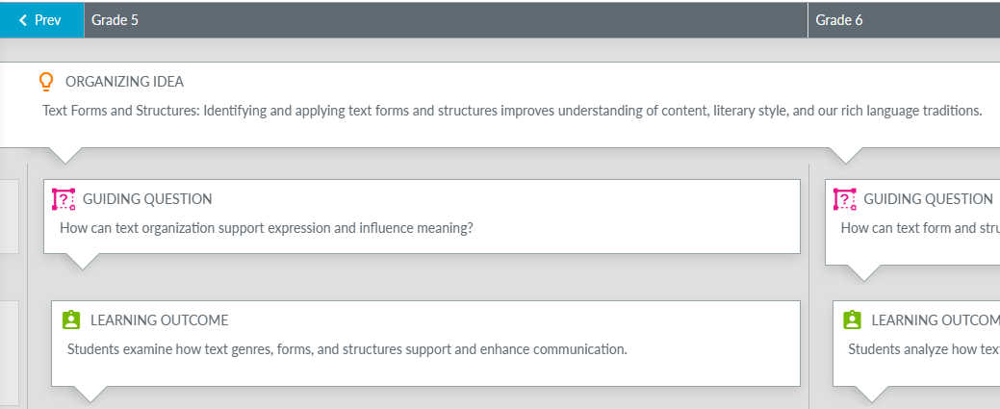 Prev
Grade 5
Grade 6
ORGANIZING IDEA
Text Forms and Structures: Identifying and applying text forms and structures improves understanding of content, literary style, and our rich language traditions.
GUIDING QUESTION
How can text organization support expression and influence meaning?
GUIDING QUESTION
How can text form and stru
LEARNING OUTCOME
Students examine how text genres, forms, and structures support and enhance communication.
LEARNING OUTCOM
Students analyze how tex